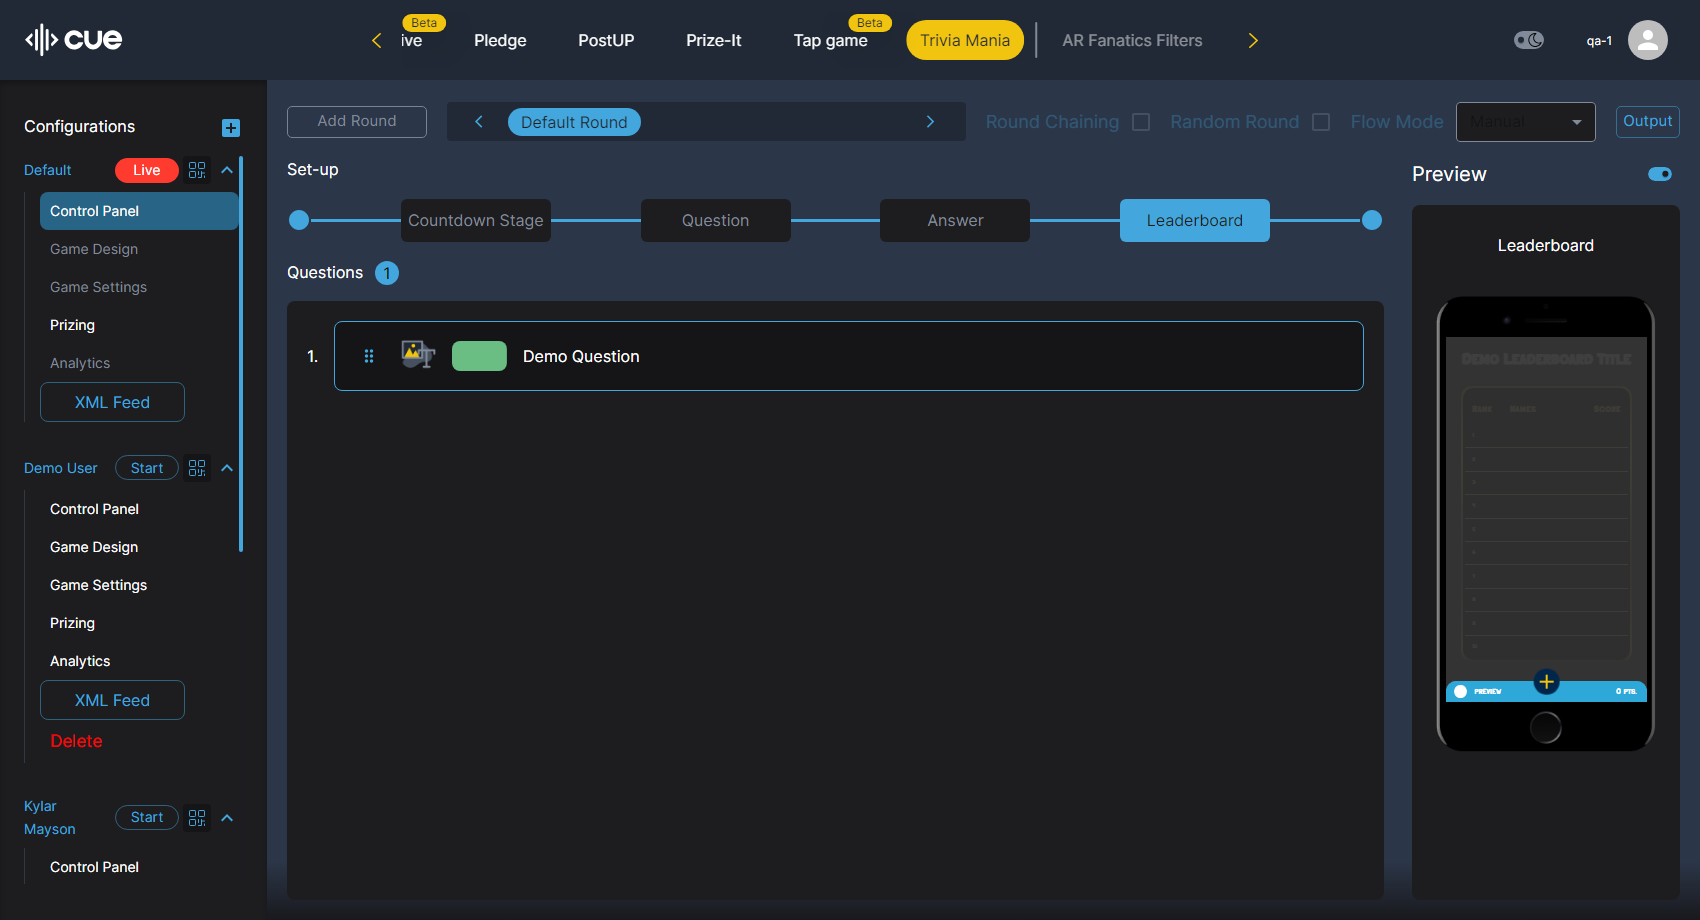 cue
ive
Beta
Pledge
PostUP
Prize-It
Tap game
Beta
Trivia Mania
AR Fanatics Filters
qa-1
Configurations
Default
Live
Control Panel
Game Design
Game Settings
Prizing
Analytics
XML Feed
Demo User
Start
Control Panel
Game Design
Game Settings
Prizing
Analytics
XML Feed
Delete
Kylar
Mayson
Start
Control Panel
Add Round
Default Round
Round Chaining
Random Round
Flow Mode
Manual
Output
Set-up
Countdown Stage
Question
Answer
Leaderboard
Questions 1
1.
Demo Question
Preview
Leaderboard
Demo Leaderboard Title
RANK
NAMES
SCORE
PREVIEW
0 PTS.